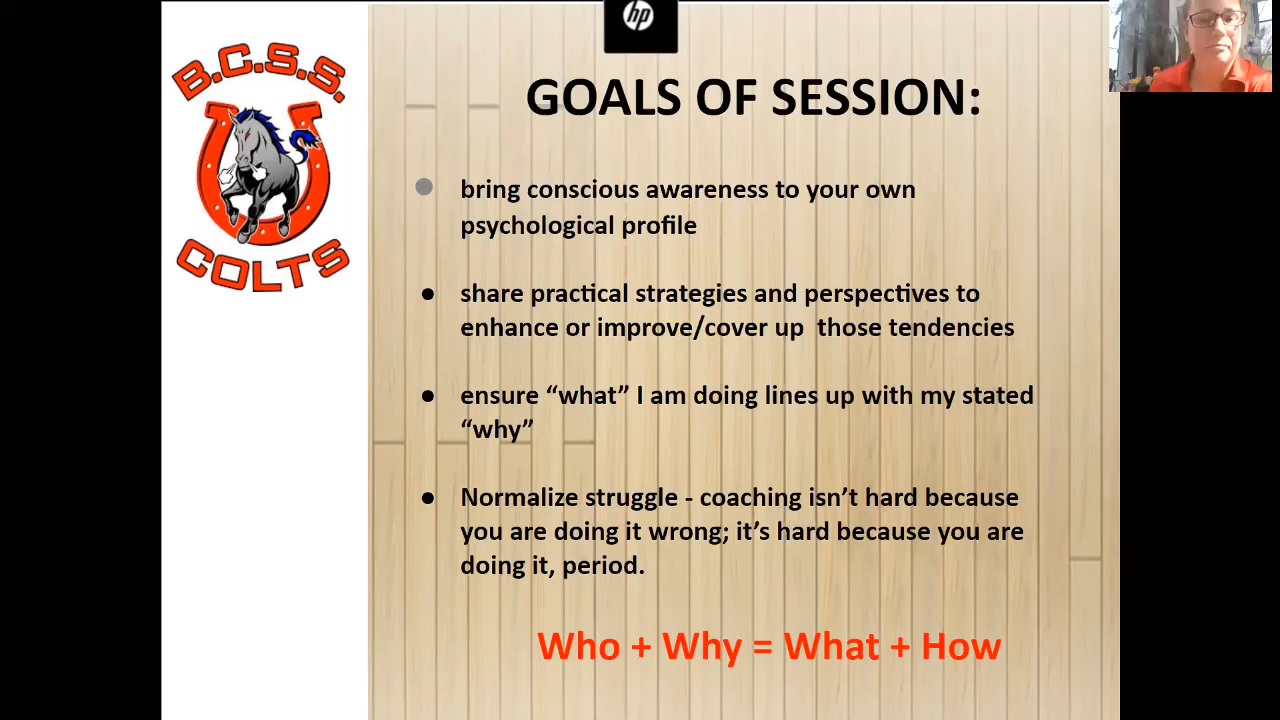 hp
B.C.S.S.
COLTS
GOALS OF SESSION:
bring conscious awareness to your own
psychological profile
● share practical strategies and perspectives to
enhance or improve/cover up  those tendencies
● ensure “what” I am doing lines up with my stated
“why”
● Normalize struggle - coaching isn’t hard because
you are doing it wrong; it’s hard because you are
doing it, period.
Who + Why = What + How